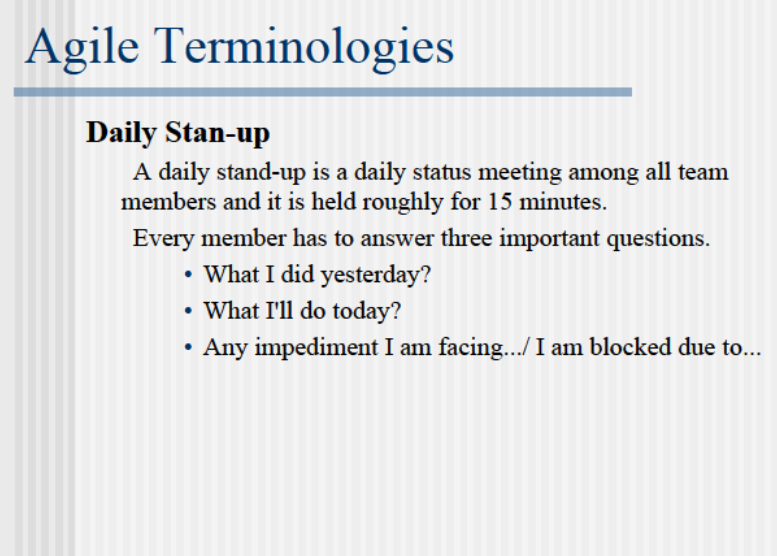 Agile Terminologies
Daily Stan-up
A daily stand-up is a daily status meeting among all team
members and it is held roughly for 15 minutes.
Every member has to answer three important questions.
• What I did yesterday?
• What I'll do today?
• Any impediment I am facing.../ I am blocked due to...